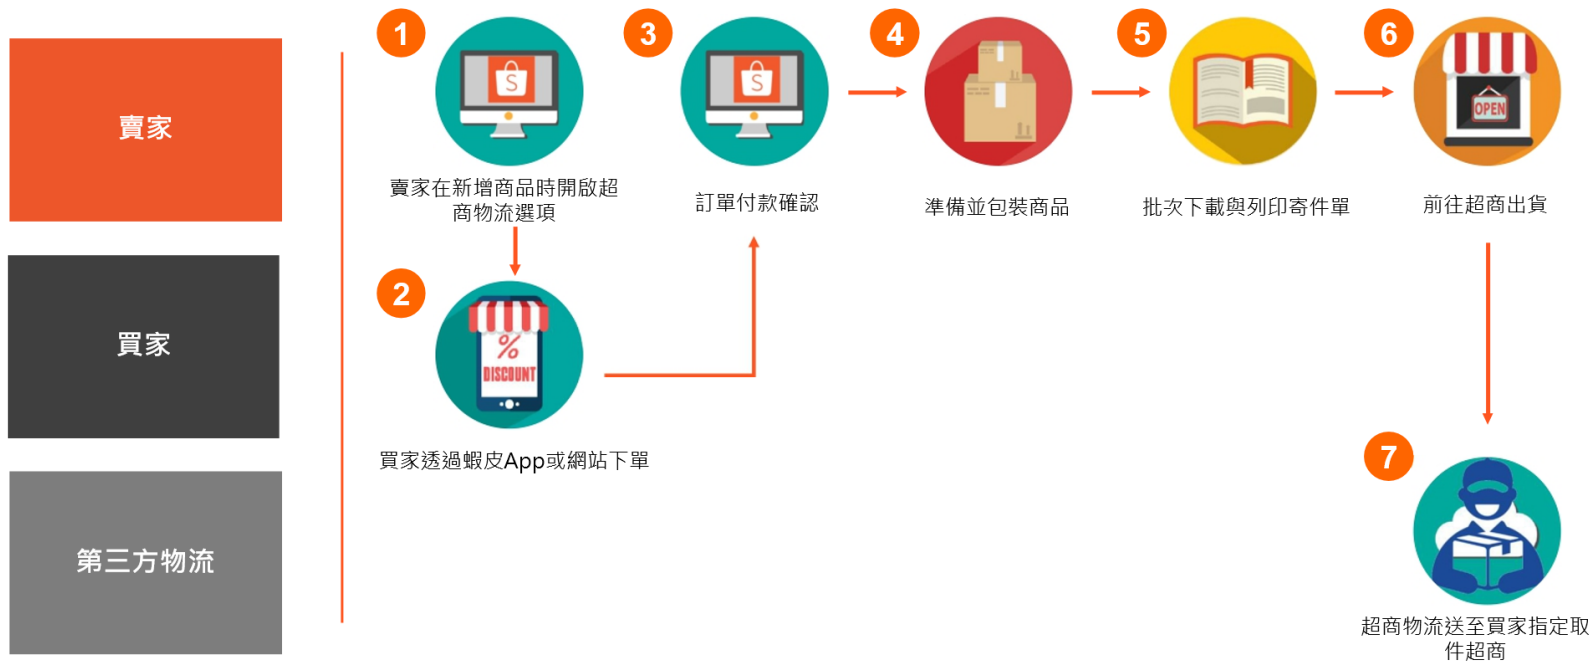 賣家
買家
第三方物流
1
S
賣家在新增商品時開啟超
商物流選項
2
%
DISCOUNT
買家透過蝦皮App或網站下單
3
S
訂單付款確認
4
準備並包裝商品
5
批次下載與列印寄件單
6
OPEN
前往超商出貨
7
超商物流送至買家指定取
件超商